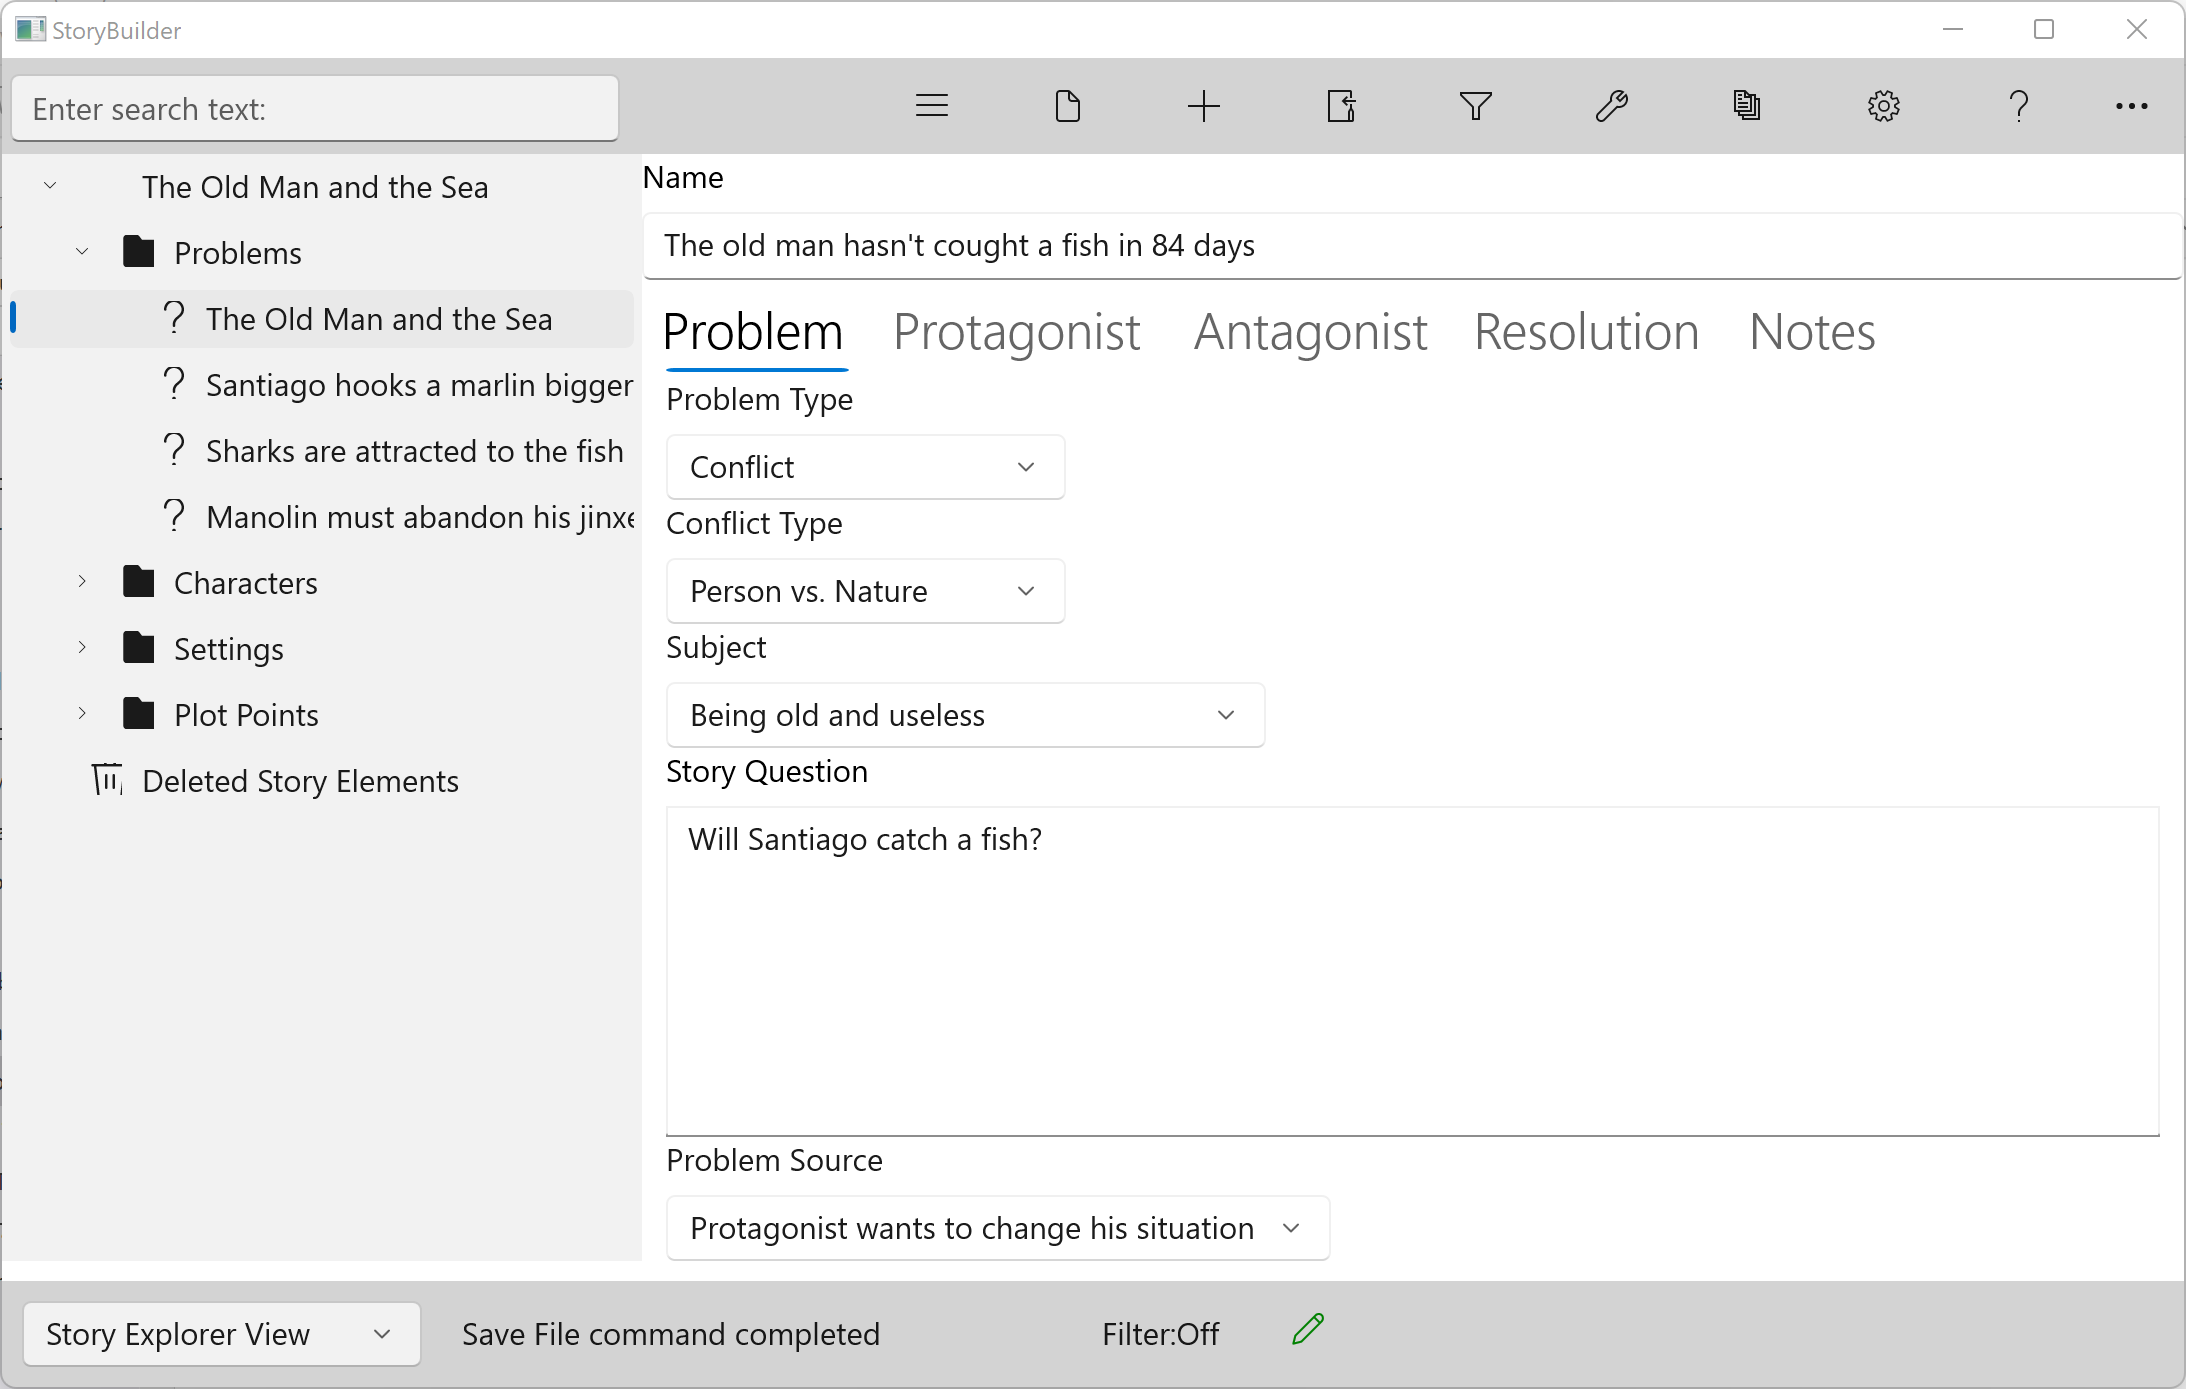 StoryBuilder
Enter search text:
The Old Man and the Sea
Problems
The Old Man and the Sea
Santiago hooks a marlin bigger
Sharks are attracted to the fish
Manolin must abandon his jinxe
Characters
Settings
Plot Points
Deleted Story Elements
Name
The old man hasn't cought a fish in 84 days
Problem Protagonist Antagonist Resolution Notes
Problem Type
Conflict
Conflict Type
Person vs. Nature
Subject
Being old and useless
Story Question
Will Santiago catch a fish?
Problem Source
Protagonist wants to change his situation
Story Explorer View Save File command completed Filter:Off